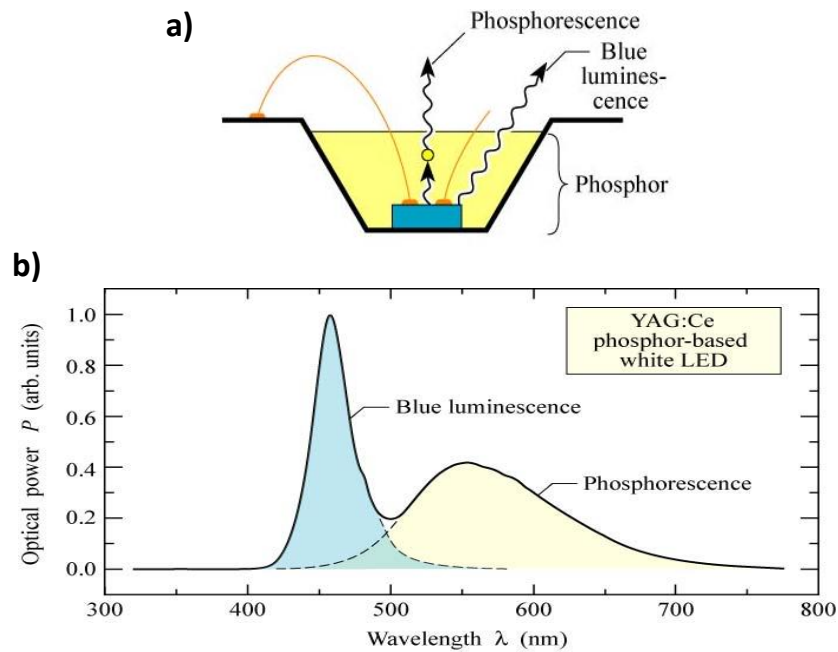 a)
Phosphorescence
Blue
lumines-
cence
Phosphor
b)
Optical power P (arb. units)
1.0
0.8
0.6
0.4
0.2
0.0
YAG:Ce
phosphor-based
white LED
Blue luminescence
Phosphorescence
300 400 500 600 700 800
Wavelength λ (nm)